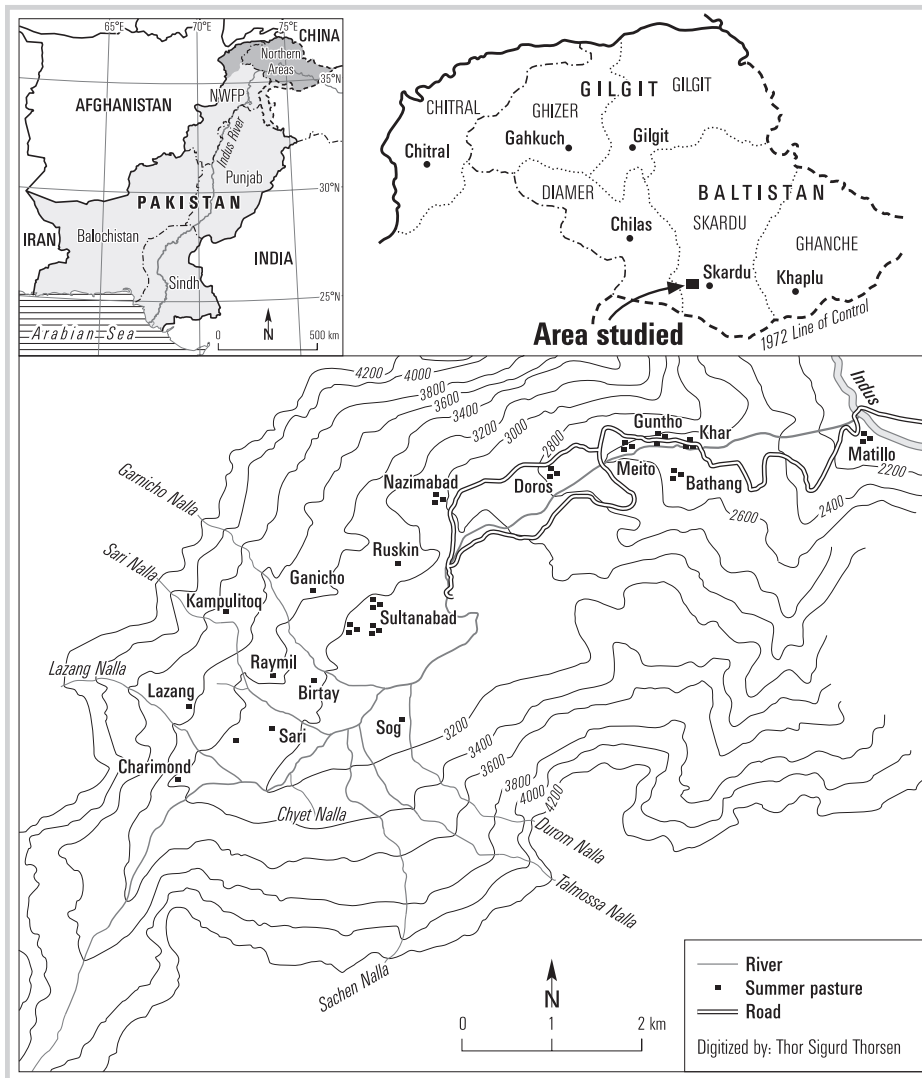 65°E
70°E
75°E
CHINA
Northern
Areas
35°N
NWFP
AFGHANISTAN
Indus River
Punjab
30°N
PAKISTAN
IRAN
Balochistan
INDIA
Sindh
25°N
Arabian Sea
N
0
500 km
CHITRAL
GILGIT
GILGIT
GHIZER
Chitral
Gahkuch
Gilgit
DIAMER
BALTISTAN
SKARDU
Chilas
GHANCHE
Skardu
Khaplu
Area studied
1972 Line of Control
4200
4000
3800
3600
3400
3200
3000
2800
Indus
Guntho
Khar
Matillo
2200
Meito
Bathang
Doros
Nazimabad
2400
2600
Garnicho Nalla
Ruskin
Sari Nalla
Ganicho
Kampulitoq
Sultanabad
Lazang Nalla
Raymil
Lazang
Birtay
Sog
Sari
3200
3400
3600
3800
4000
4200
Charimond
Chyet Nalla
Durom Nalla
Talmossa Nalla
Sachen Nalla
N
0
1
2 km
River
Summer pasture
Road
Digitized by: Thor Sigurd Thorsen